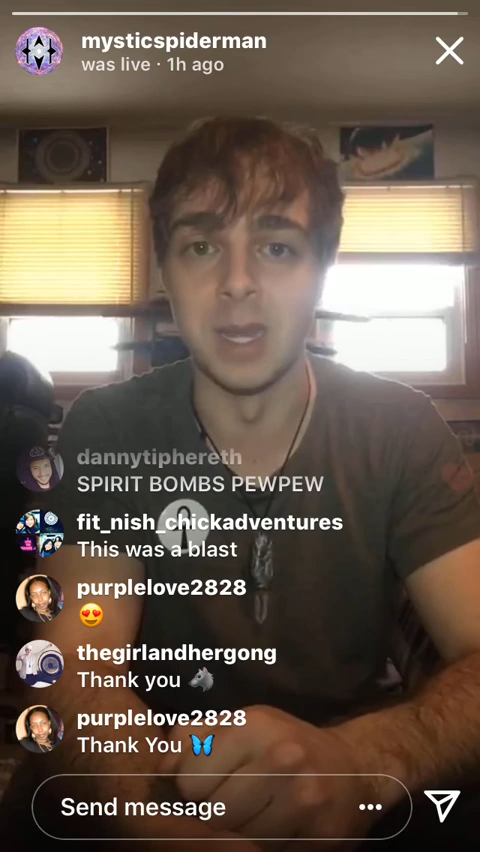 mysticspiderman
was live · 1h ago
dannytiphereth
SPIRIT BOMBS PEWPEW
fit_nish_chickadventures
This was a blast
purplelove2828
😍
thegirlandhergong
Thank you 🐺
purplelove2828
Thank You 🦋
Send message